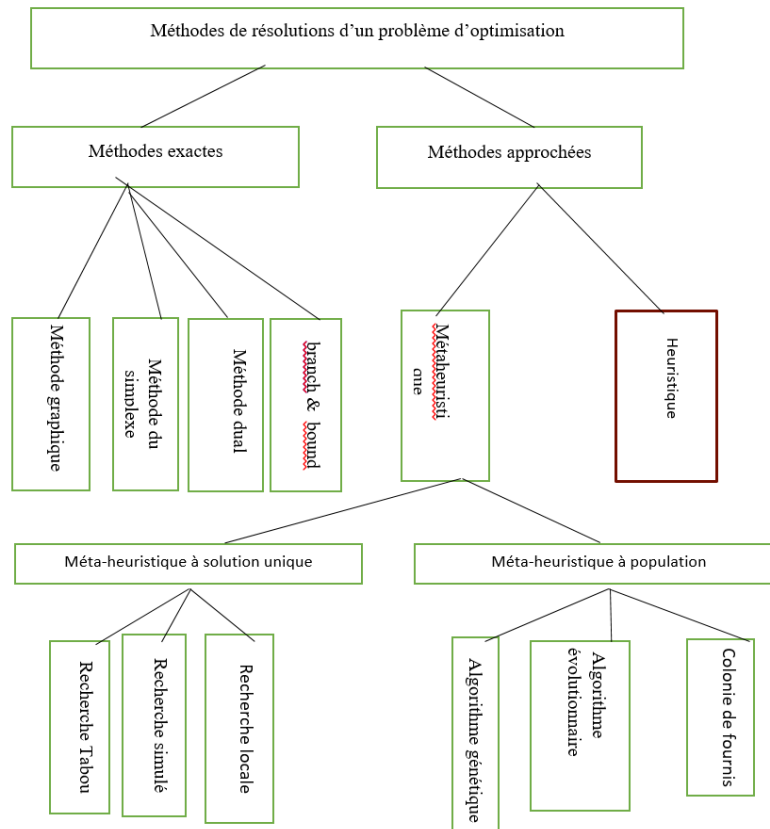 Méthodes de résolutions d'un problème d'optimisation
Méthodes exactes
Méthodes approchées
Méthode graphique
Méthode du
simplexe
Méthode dual
branch & bound
Métaheuristi
que
Heuristique
Méta-heuristique à solution unique
Méta-heuristique à population
Recherche Tabou
Recherche simulé
Recherche locale
Algorithme génétique
Algorithme
évolutionnaire
Colonie de fournis